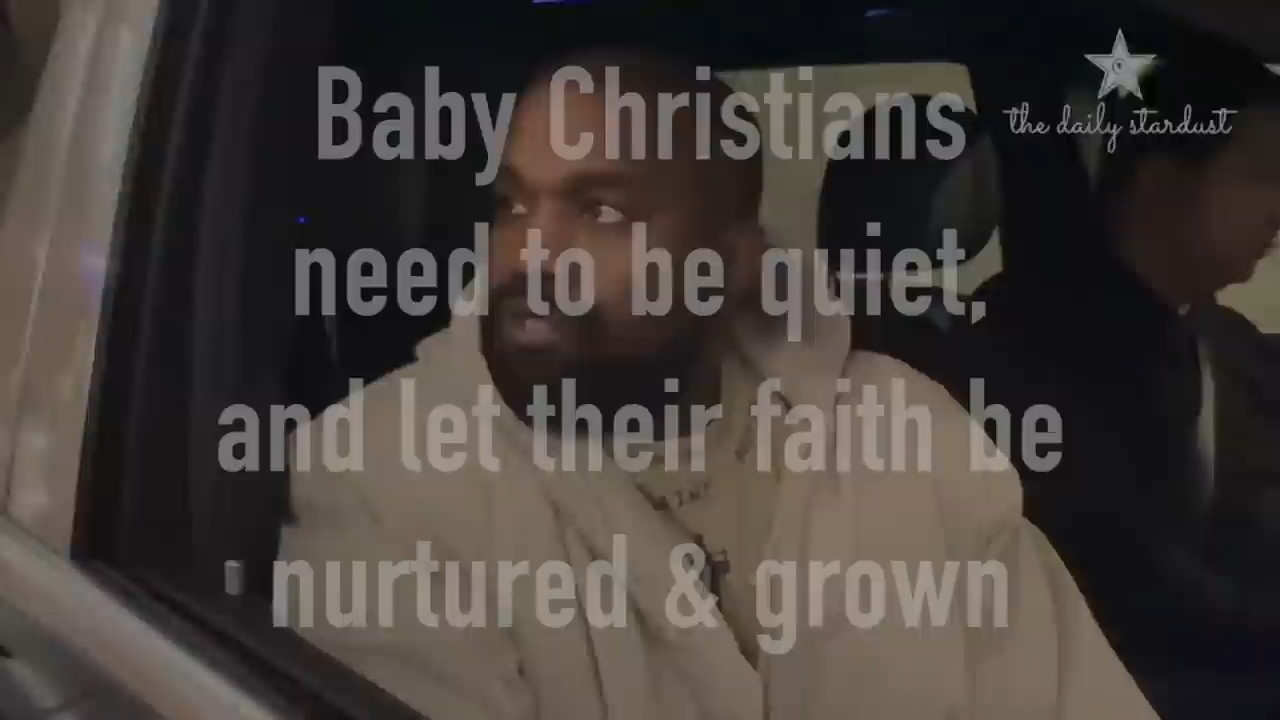 Baby Christians
the daily stardust
need to be quiet,
and let their faith be
nurtured & grown